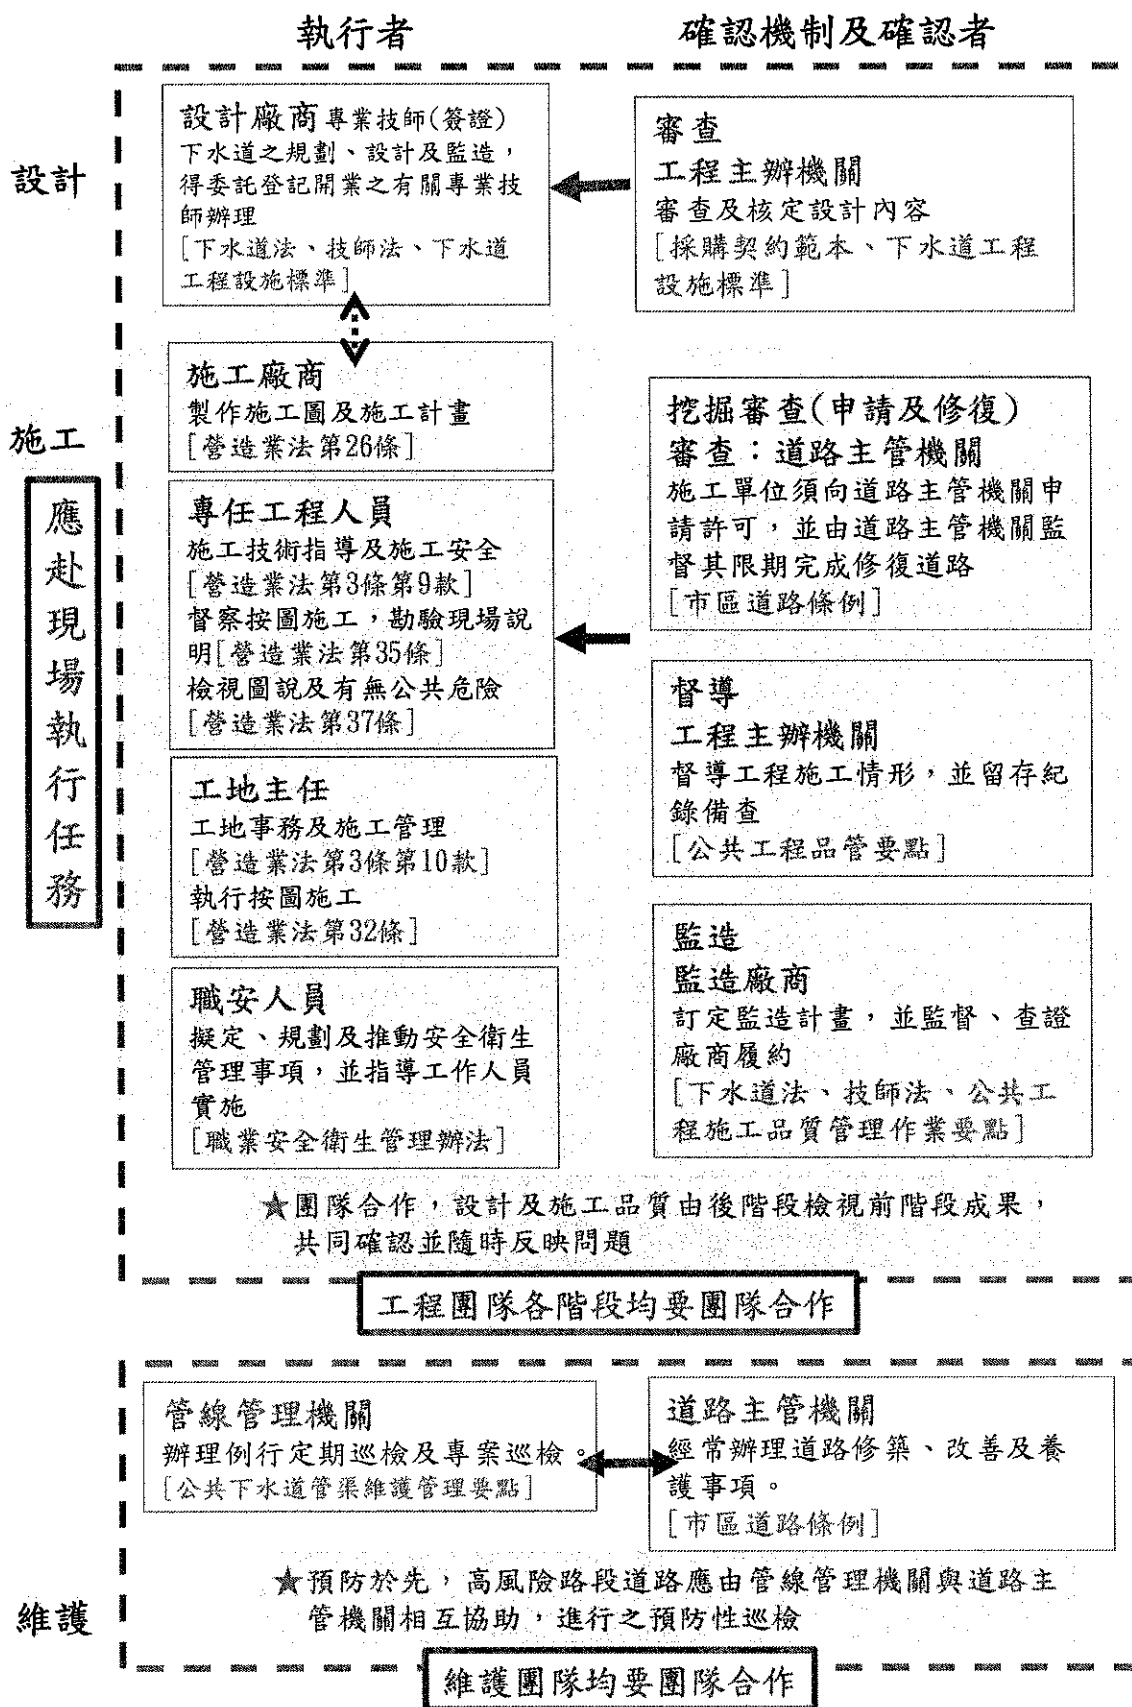 執行者
確認機制及確認者
設計
設計廠商專業技師(簽證)
下水道之規劃、設計及監造，
得委託登記開業之有關專業技
師辦理
[下水道法、技師法、下水道
工程設施標準]
審查
工程主辦機關
審查及核定設計內容
[採購契約範本、下水道工程
設施標準]
施工
應赴現場執行任務
施工廠商
製作施工圖及施工計畫
[營造業法第26條]
專任工程人員
施工技術指導及施工安全
[營造業法第3條第9款]
督察按圖施工，勘驗現場說
明[營造業法第35條]
檢視圖說及有無公共危險
[營造業法第37條]
工地主任
工地事務及施工管理
[營造業法第3條第10款]
執行按圖施工
[營造業法第32條]
職安人員
擬定、規劃及推動安全衛生
管理事項，並指導工作人員
實施
[職業安全衛生管理辦法]
挖掘審查(申請及修復)
審查：道路主管機關
施工單位須向道路主管機關申
請許可，並由道路主管機關監
督其限期完成修復道路
[市區道路條例]
督導
工程主辦機關
督導工程施工情形，並留存紀
錄備查
[公共工程品管要點]
監造
監造廠商
訂定監造計畫，並監督、查證
廠商履約
[下水道法、技師法、公共工
程施工品質管理作業要點]
★團隊合作，設計及施工品質由後階段檢視前階段成果，
共同確認並隨時反映問題
工程團隊各階段均要團隊合作
管線管理機關
辦理例行定期巡檢及專案巡檢。
[公共下水道管渠維護管理要點]
道路主管機關
經常辦理道路修築、改善及養
護事項。
[市區道路條例]
維護
★預防於先，高風險路段道路應由管線管理機關與道路主
管機關相互協助，進行之預防性巡檢
維護團隊均要團隊合作